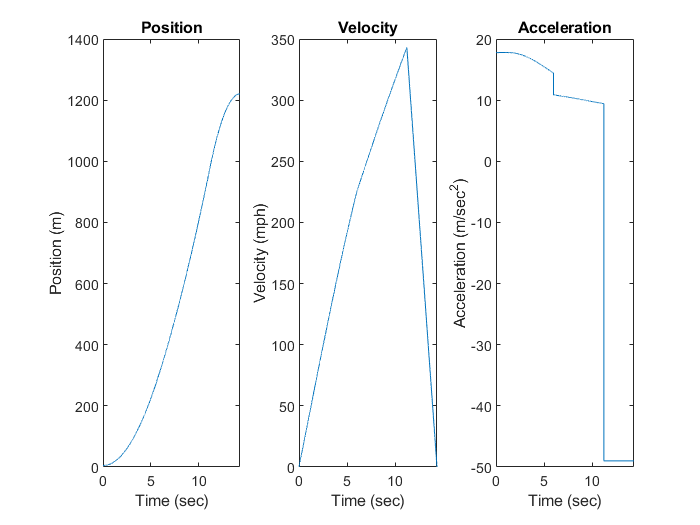 Position
Velocity
Acceleration
1400
1200
1000
800
600
400
200
0
Position (m)
0 5 10
Time (sec)
350
300
250
200
150
100
50
0
Velocity (mph)
0 5 10
Time (sec)
20
10
0
-10
-20
-30
-40
-50
Acceleration (m/sec²)
0 5 10
Time (sec)